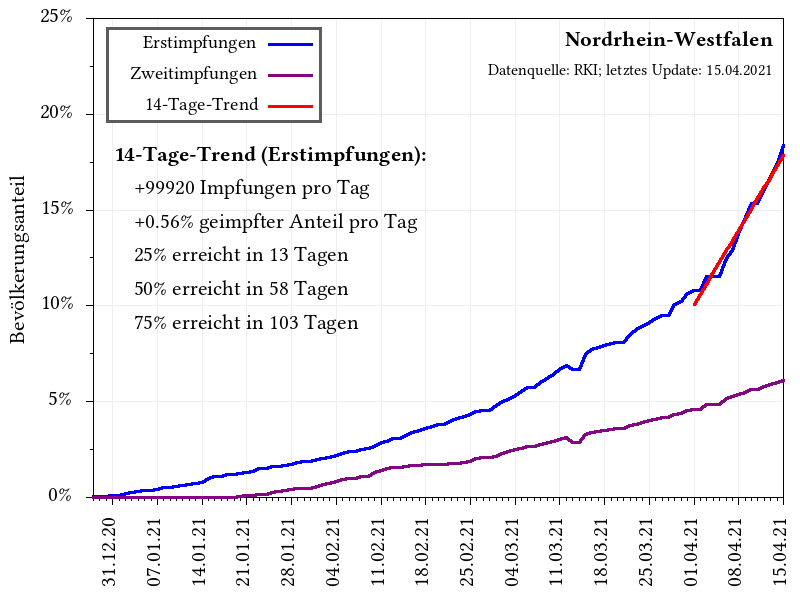 25%
20%
15%
10%
5%
0%
Bevölkerungsanteil
Erstimpfungen
Zweitimpfungen
14-Tage-Trend
Nordrhein-Westfalen
Datenquelle: RKI; letztes Update: 15.04.2021
14-Tage-Trend (Erstimpfungen):
+99920 Impfungen pro Tag
+0.56% geimpfter Anteil pro Tag
25% erreicht in 13 Tagen
50% erreicht in 58 Tagen
75% erreicht in 103 Tagen
31.12.20
07.01.21
14.01.21
21.01.21
28.01.21
04.02.21
11.02.21
18.02.21
25.02.21
04.03.21
11.03.21
18.03.21
25.03.21
01.04.21
08.04.21
15.04.21